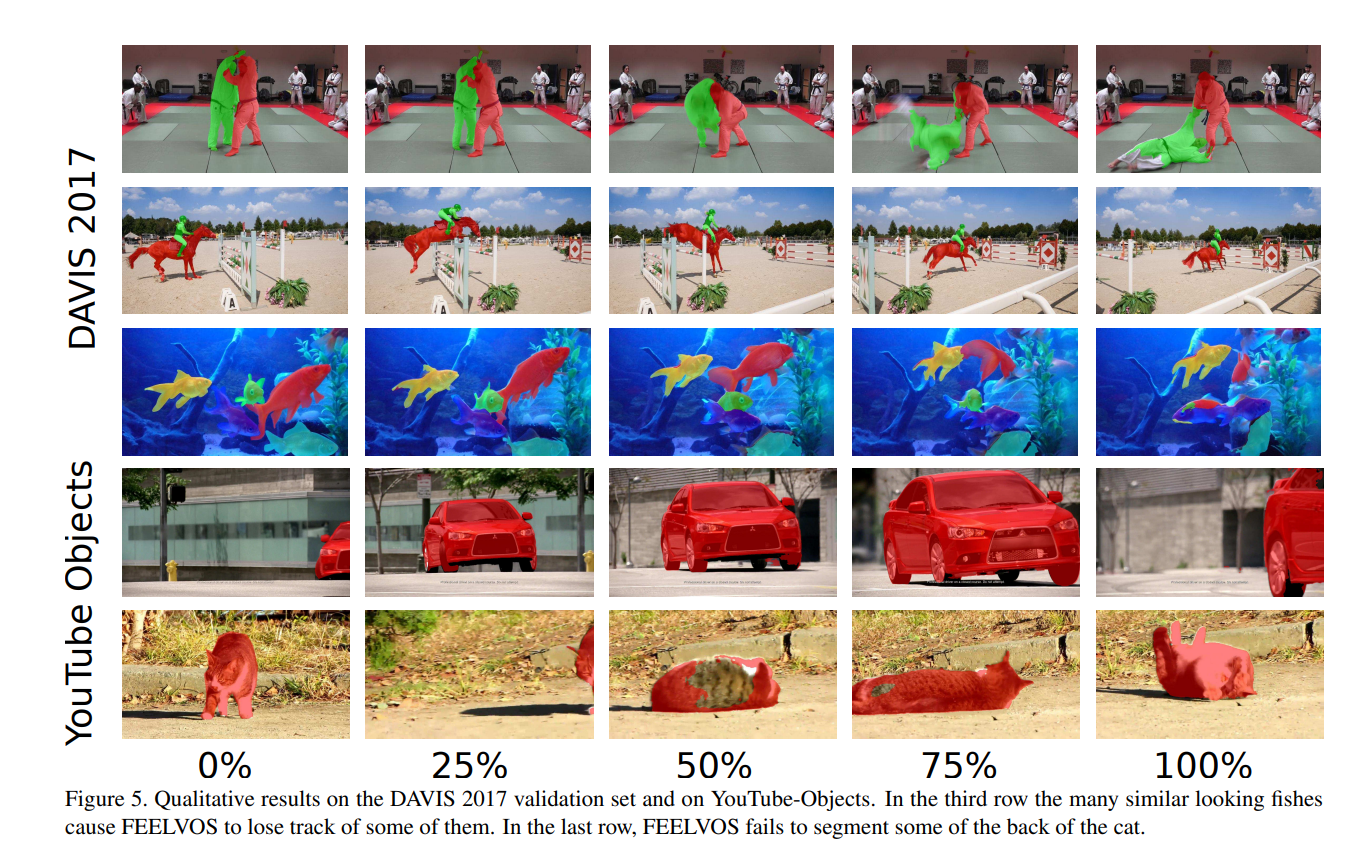 DAVIS 2017
YouTube Objects
A
0%
25%
50%
75%
100%
Figure 5. Qualitative results on the DAVIS 2017 validation set and on YouTube-Objects. In the third row the many similar looking fishes
cause FEELVOS to lose track of some of them. In the last row, FEELVOS fails to segment some of the back of the cat.